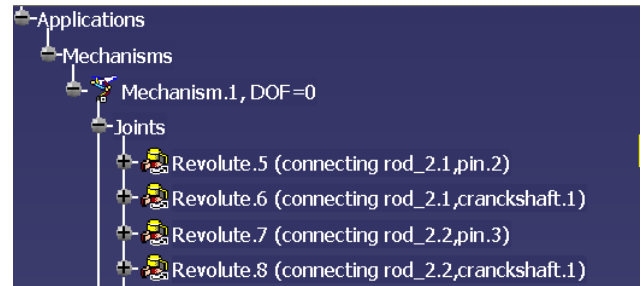 Applications
Mechanisms
Mechanism.1, DOF=0
Joints
Revolute.5 (connecting rod_2.1,pin.2)
Revolute.6 (connecting rod_2.1,cranckshaft.1)
Revolute.7 (connecting rod_2.2,pin.3)
Revolute.8 (connecting rod_2.2,cranckshaft.1)